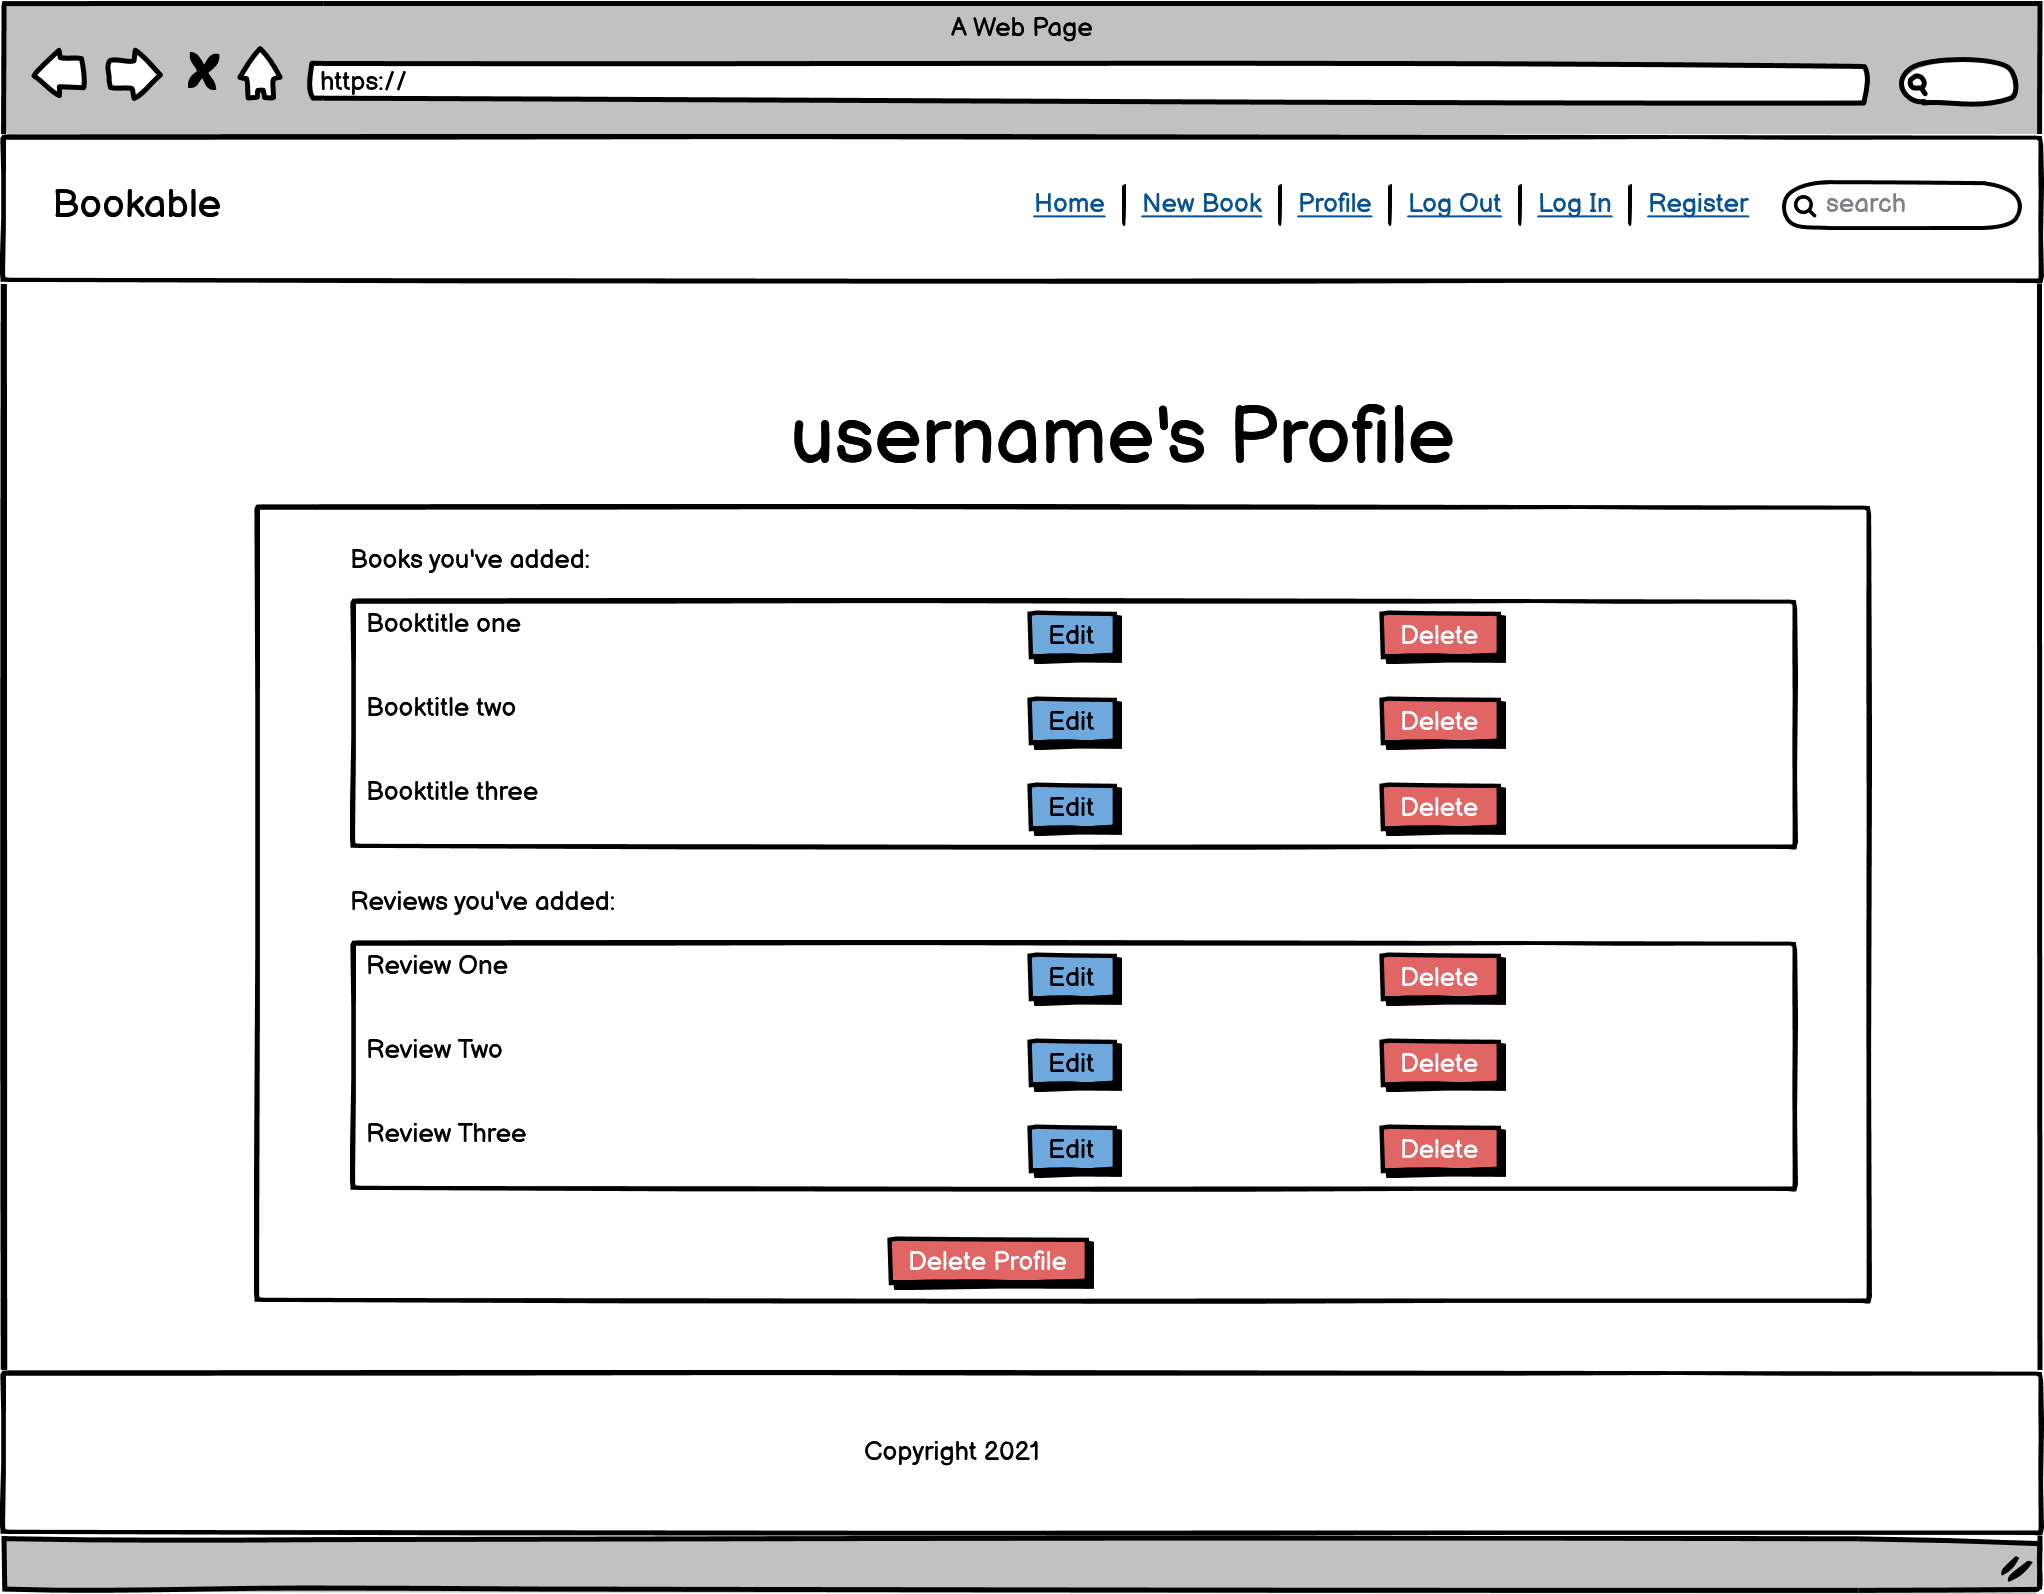 A Web Page
https://
Bookable
Home | New Book | Profile | Log Out | Log In | Register
search
username's Profile
Books you've added:
Booktitle one Edit Delete
Booktitle two Edit Delete
Booktitle three Edit Delete
Reviews you've added:
Review One Edit Delete
Review Two Edit Delete
Review Three Edit Delete
Delete Profile
Copyright 2021